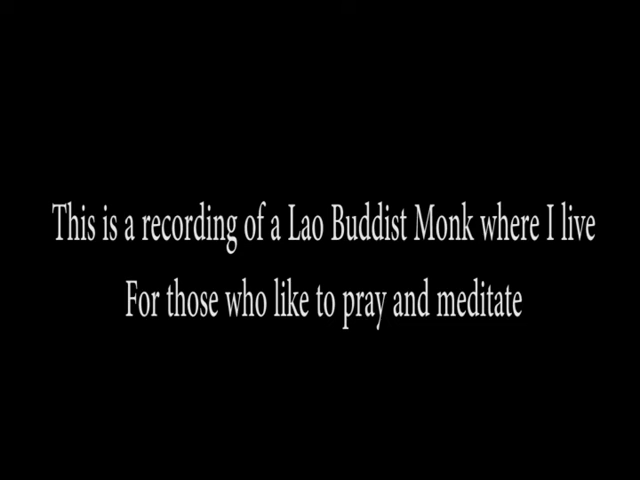 This is a recording of a Lao Buddist Monk where I live
For those who like to pray and meditate